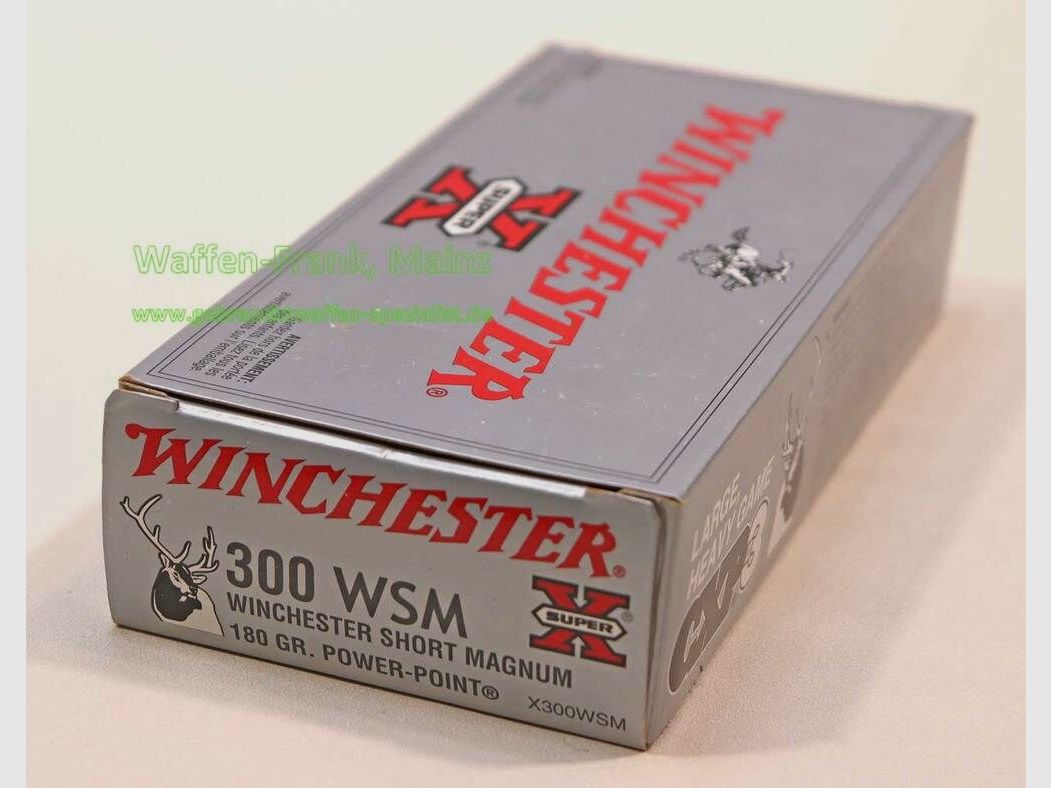 WINCHESTER®
SUPER X
Waffen-Frank, Mainz
AVERTISSEMENT:
WINCHESTER®
300 WSM
WINCHESTER SHORT MAGNUM
180 GR. POWER-POINT®
SUPER X®
X300WSM
LARGE,
HEAVY GAME